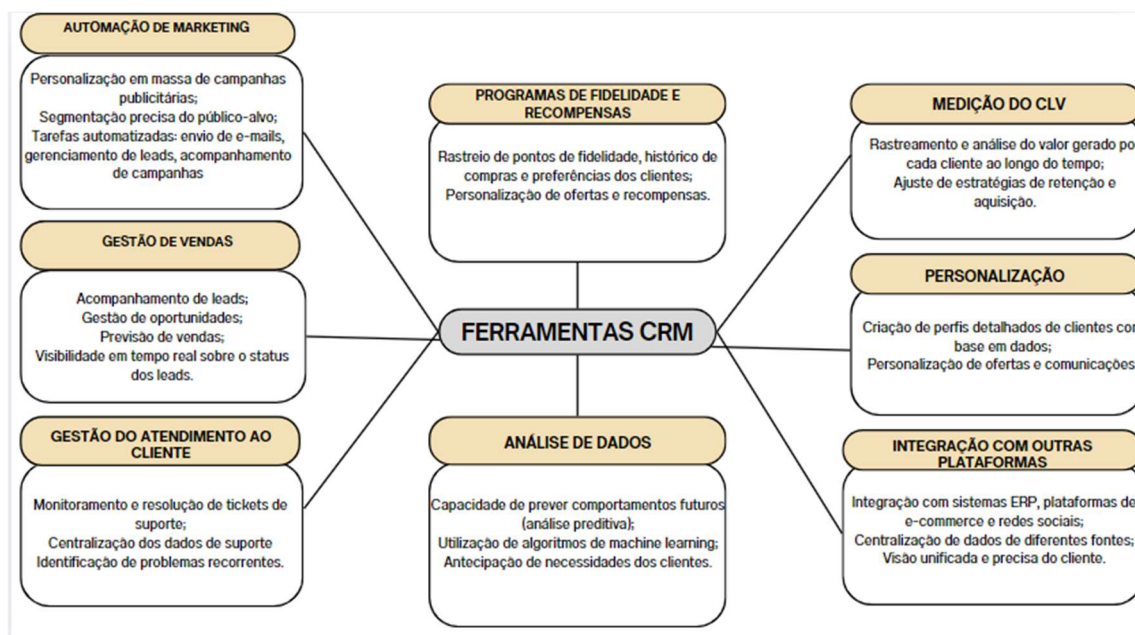 AUTOMAÇÃO DE MARKETING
Personalização em massa de campanhas
publicitárias;
Segmentação precisa do público-alvo;
Tarefas automatizadas: envio de e-mails,
gerenciamento de leads, acompanhamento
de campanhas
GESTÃO DE VENDAS
Acompanhamento de leads;
Gestão de oportunidades;
Previsão de vendas;
Visibilidade em tempo real sobre o status
dos leads.
GESTÃO DO ATENDIMENTO AO
CLIENTE
Monitoramento e resolução de tickets de
suporte;
Centralização dos dados de suporte
Identificação de problemas recorrentes.
PROGRAMAS DE FIDELIDADE E
RECOMPENSAS
Rastreio de pontos de fidelidade, histórico de
compras e preferências dos clientes;
Personalização de ofertas e recompensas.
FERRAMENTAS CRM
ANÁLISE DE DADOS
Capacidade de prever comportamentos futuros
(análise preditiva);
Utilização de algoritmos de machine learning;
Antecipação de necessidades dos clientes.
MEDIÇÃO DO CLV
Rastreamento e análise do valor gerado po
cada cliente ao longo do tempo;
Ajuste de estratégias de retenção e
aquisição.
PERSONALIZAÇÃO
Criação de perfis detalhados de clientes con
base em dados;
Personalização de ofertas e comunicações
INTEGRAÇÃO COM OUTRAS
PLATAFORMAS
Integração com sistemas ERP, plataformas de
e-commerce e redes sociais;
Centralização de dados de diferentes fontes;
Visão unificada e precisa do cliente.